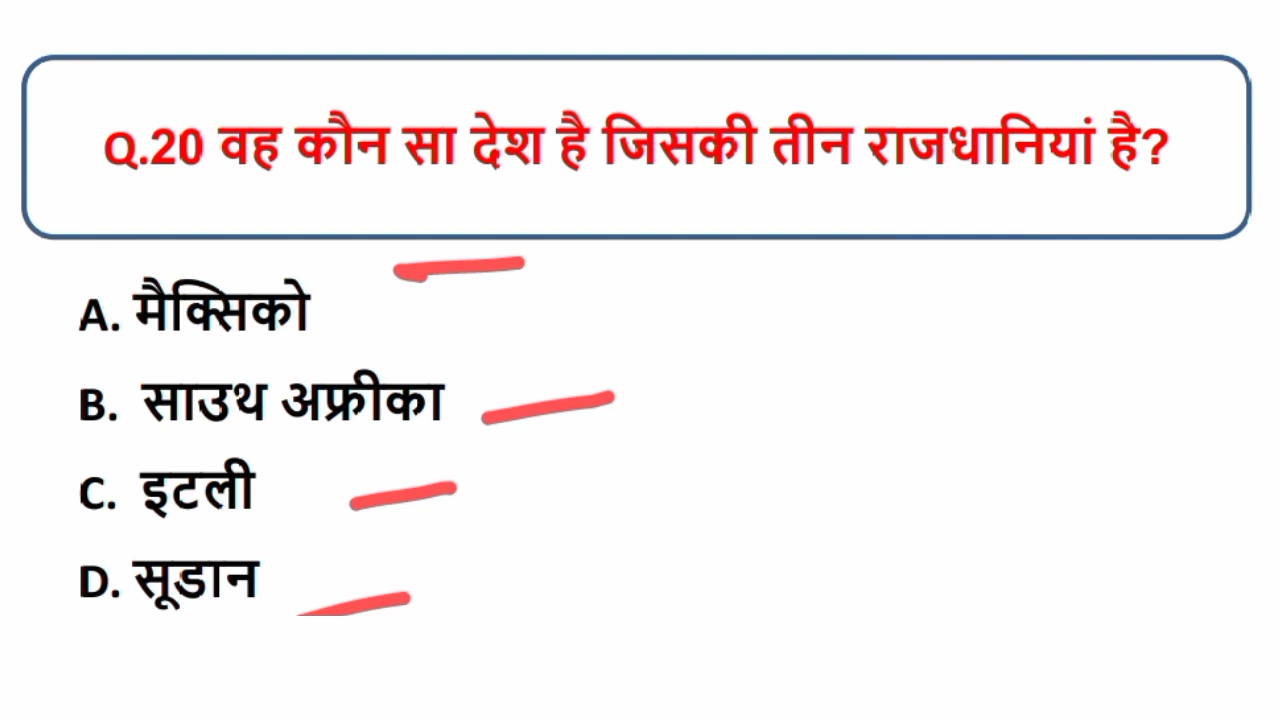 Q.20 वह कौन सा देश है जिसकी तीन राजधानियां है?
A. मैक्सिको
B. साउथ अफ्रीका
C. इटली
D. सूडान